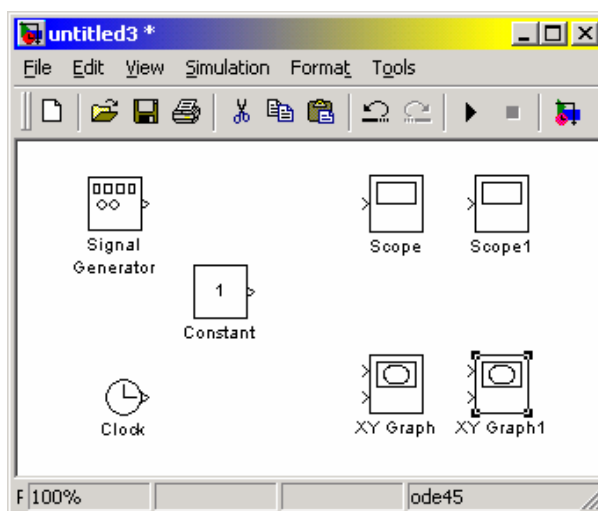 untitled3 *
File Edit View Simulation Format Tools
Signal
Generator
Scope
Scope1
1
Constant
Clock
XY Graph
XY Graph1
F 100%
ode45